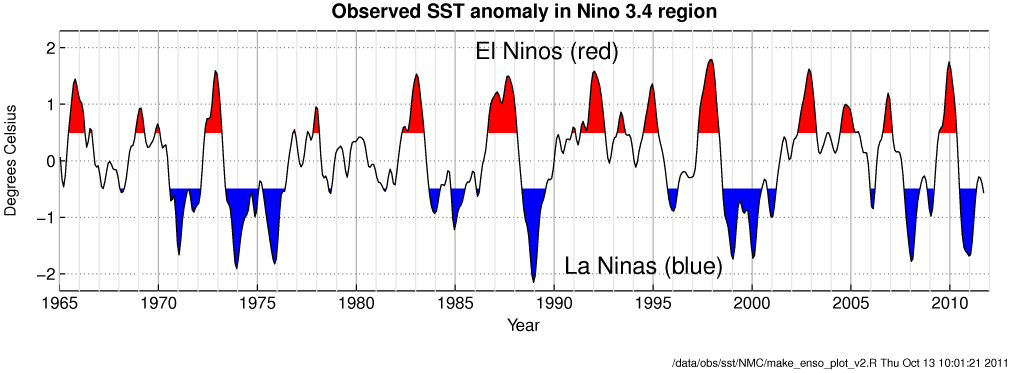 Observed SST anomaly in Nino 3.4 region
El Ninos (red)
Degrees Celsius
2
1
0
−1
−2
La Ninas (blue)
1965 1970 1975 1980 1985 1990 1995 2000 2005 2010
Year
/data/obs/sst/NMC/make_enso_plot_v2.R Thu Oct 13 10:01:21 2011